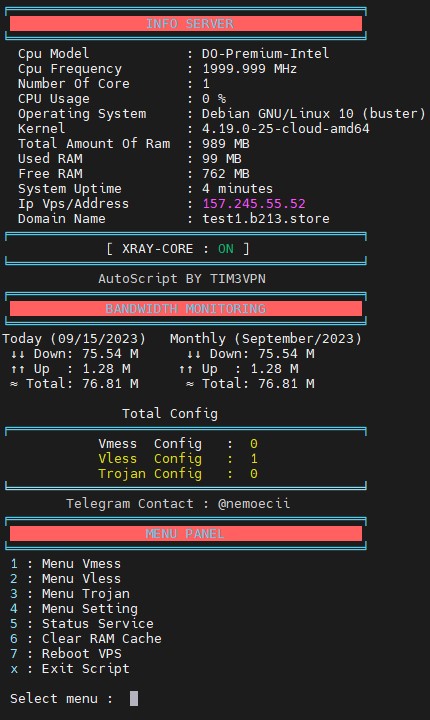 INFO SERVER
Cpu Model : DO-Premium-Intel
Cpu Frequency : 1999.999 MHz
Number Of Core : 1
CPU Usage : 0 %
Operating System : Debian GNU/Linux 10 (buster)
Kernel : 4.19.0-25-cloud-amd64
Total Amount Of Ram : 989 MB
Used RAM : 99 MB
Free RAM : 762 MB
System Uptime : 4 minutes
Ip Vps/Address : 157.245.55.52
Domain Name : test1.b213.store
[ XRAY-CORE : ON ]
AutoScript BY TIM3VPN
BANDWIDTH MONITORING
Today (09/15/2023) Monthly (September/2023)
↓↓ Down: 75.54 M ↓↓ Down: 75.54 M
↑↑ Up : 1.28 M ↑↑ Up : 1.28 M
≈ Total: 76.81 M ≈ Total: 76.81 M
Total Config
Vmess Config : 0
Vless Config : 1
Trojan Config : 0
Telegram Contact : @nemoecii
MENU PANEL
1 : Menu Vmess
2 : Menu Vless
3 : Menu Trojan
4 : Menu Setting
5 : Status Service
6 : Clear RAM Cache
7 : Reboot VPS
x : Exit Script
Select menu :